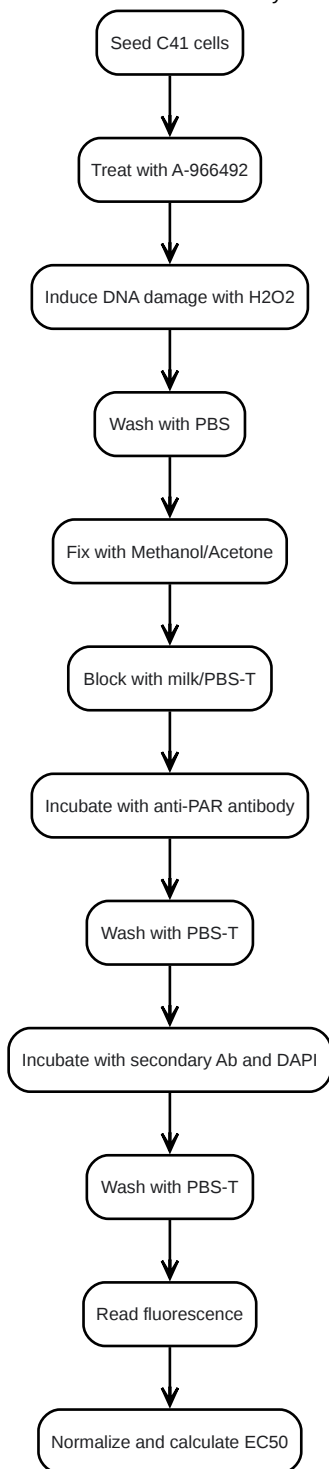 Seed C41 cells
Treat with A-966492
Induce DNA damage with H2O2
Wash with PBS
Fix with Methanol/Acetone
Block with milk/PBS-T
Incubate with anti-PAR antibody
Wash with PBS-T
Incubate with secondary Ab and DAPI
Wash with PBS-T
Read fluorescence
Normalize and calculate EC50